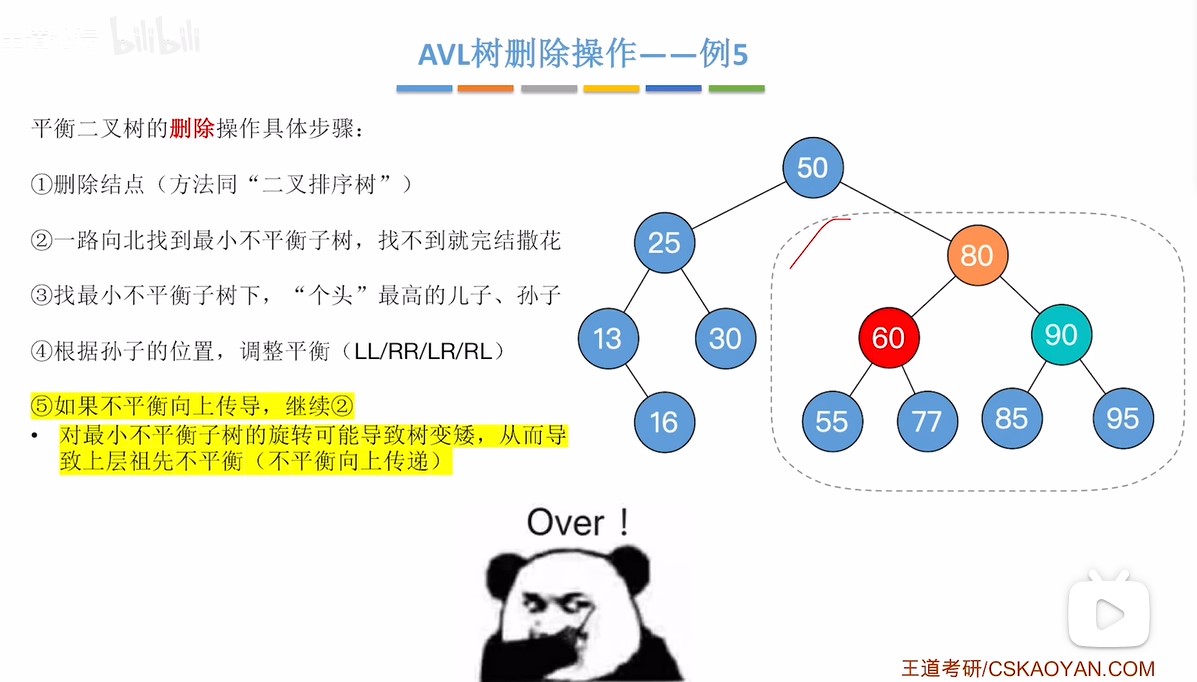 bilibili
AVL树删除操作——例5
平衡二叉树的删除操作具体步骤：
①删除结点（方法同“二叉排序树”）
②一路向北找到最小不平衡子树，找不到就完结撒花
③找最小不平衡子树下，“个头”最高的儿子、孙子
④根据孙子的位置，调整平衡（LL/RR/LR/RL）
⑤如果不平衡向上传导，继续②
• 对最小不平衡子树的旋转可能导致树变矮，从而导
致上层祖先不平衡（不平衡向上传递）
50
25
80
13
30
60
90
16
55
77
85
95
Over！
王道考研/CSKAOYAN.COM